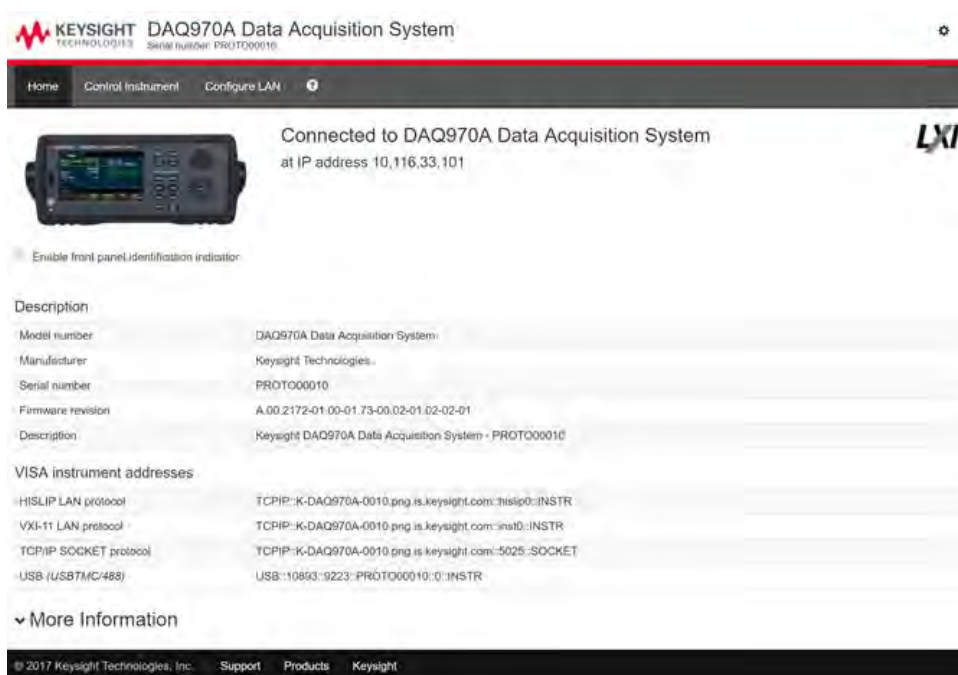 KEYSIGHT TECHNOLOGIES
DAQ970A Data Acquisition System
Serial number: PROTO00010
Home Control Instrument Configure LAN ?
Connected to DAQ970A Data Acquisition System
at IP address 10.116.33.101
LXI
Enable front panel identification indicator
Description
Model number DAQ970A Data Acquisition System
Manufacturer Keysight Technologies
Serial number PROTO00010
Firmware revision A.00.2172-01.00-01.73-00.02-01.02-02-01
Description Keysight DAQ970A Data Acquisition System - PROTO00010
VISA instrument addresses
HISLIP LAN protocol TCPIP::K-DAQ970A-0010.png.is.keysight.com::hislip0::INSTR
VXI-11 LAN protocol TCPIP::K-DAQ970A-0010.png.is.keysight.com::inst0::INSTR
TCP/IP SOCKET protocol TCPIP::K-DAQ970A-0010.png.is.keysight.com::5025::SOCKET
USB (USBTMC/488) USB::10893::9223::PROTO00010::0::INSTR
More Information
© 2017 Keysight Technologies, Inc. Support Products Keysight